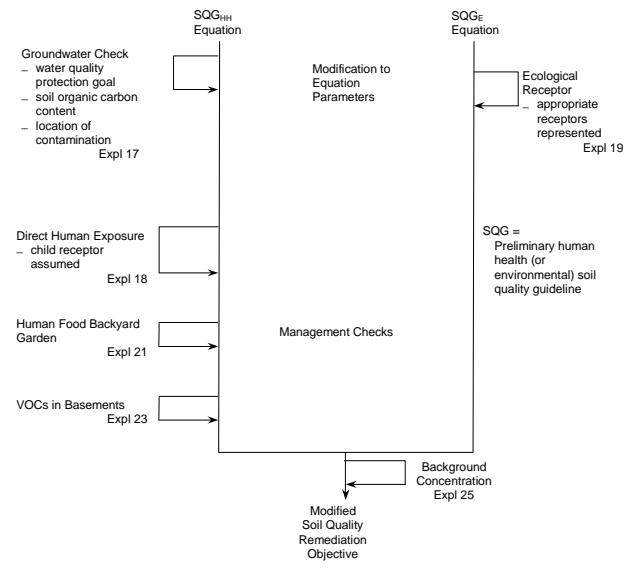 SQG_HH
Equation
SQG_E
Equation
Groundwater Check
– water quality
protection goal
– soil organic carbon
content
– location of
contamination
Expl 17
Modification to
Equation
Parameters
Ecological
Receptor
– appropriate
receptors
represented
Expl 19
Direct Human Exposure
– child receptor
assumed
Expl 18
SQG =
Preliminary human
health (or
environmental) soil
quality guideline
Human Food Backyard
Garden
Expl 21
Management Checks
VOCs in Basements
Expl 23
Background
Concentration
Expl 25
Modified
Soil Quality
Remediation
Objective